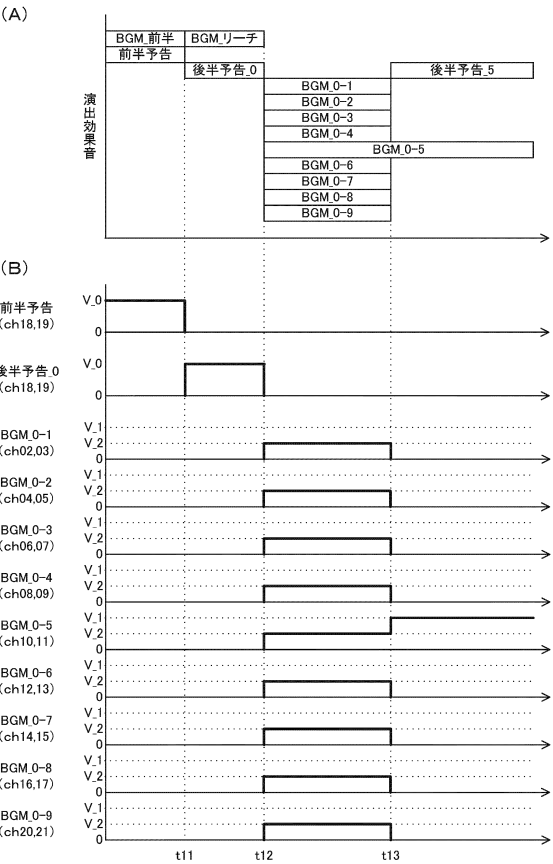 (A)
BGM_前半 BGM_リーチ
前半予告
後半予告_0 後半予告_5
BGM_0-1
BGM_0-2
BGM_0-3
BGM_0-4
BGM_0-5
BGM_0-6
BGM_0-7
BGM_0-8
BGM_0-9
演出効果音
(B)
前半予告
(ch18,19)
V_0
0
後半予告_0
(ch18,19)
V_0
0
BGM_0-1
(ch02,03)
V_1
V_2
0
BGM_0-2
(ch04,05)
V_1
V_2
0
BGM_0-3
(ch06,07)
V_1
V_2
0
BGM_0-4
(ch08,09)
V_1
V_2
0
BGM_0-5
(ch10,11)
V_1
V_2
0
BGM_0-6
(ch12,13)
V_1
V_2
0
BGM_0-7
(ch14,15)
V_1
V_2
0
BGM_0-8
(ch16,17)
V_1
V_2
0
BGM_0-9
(ch20,21)
V_1
V_2
0
t11 t12 t13